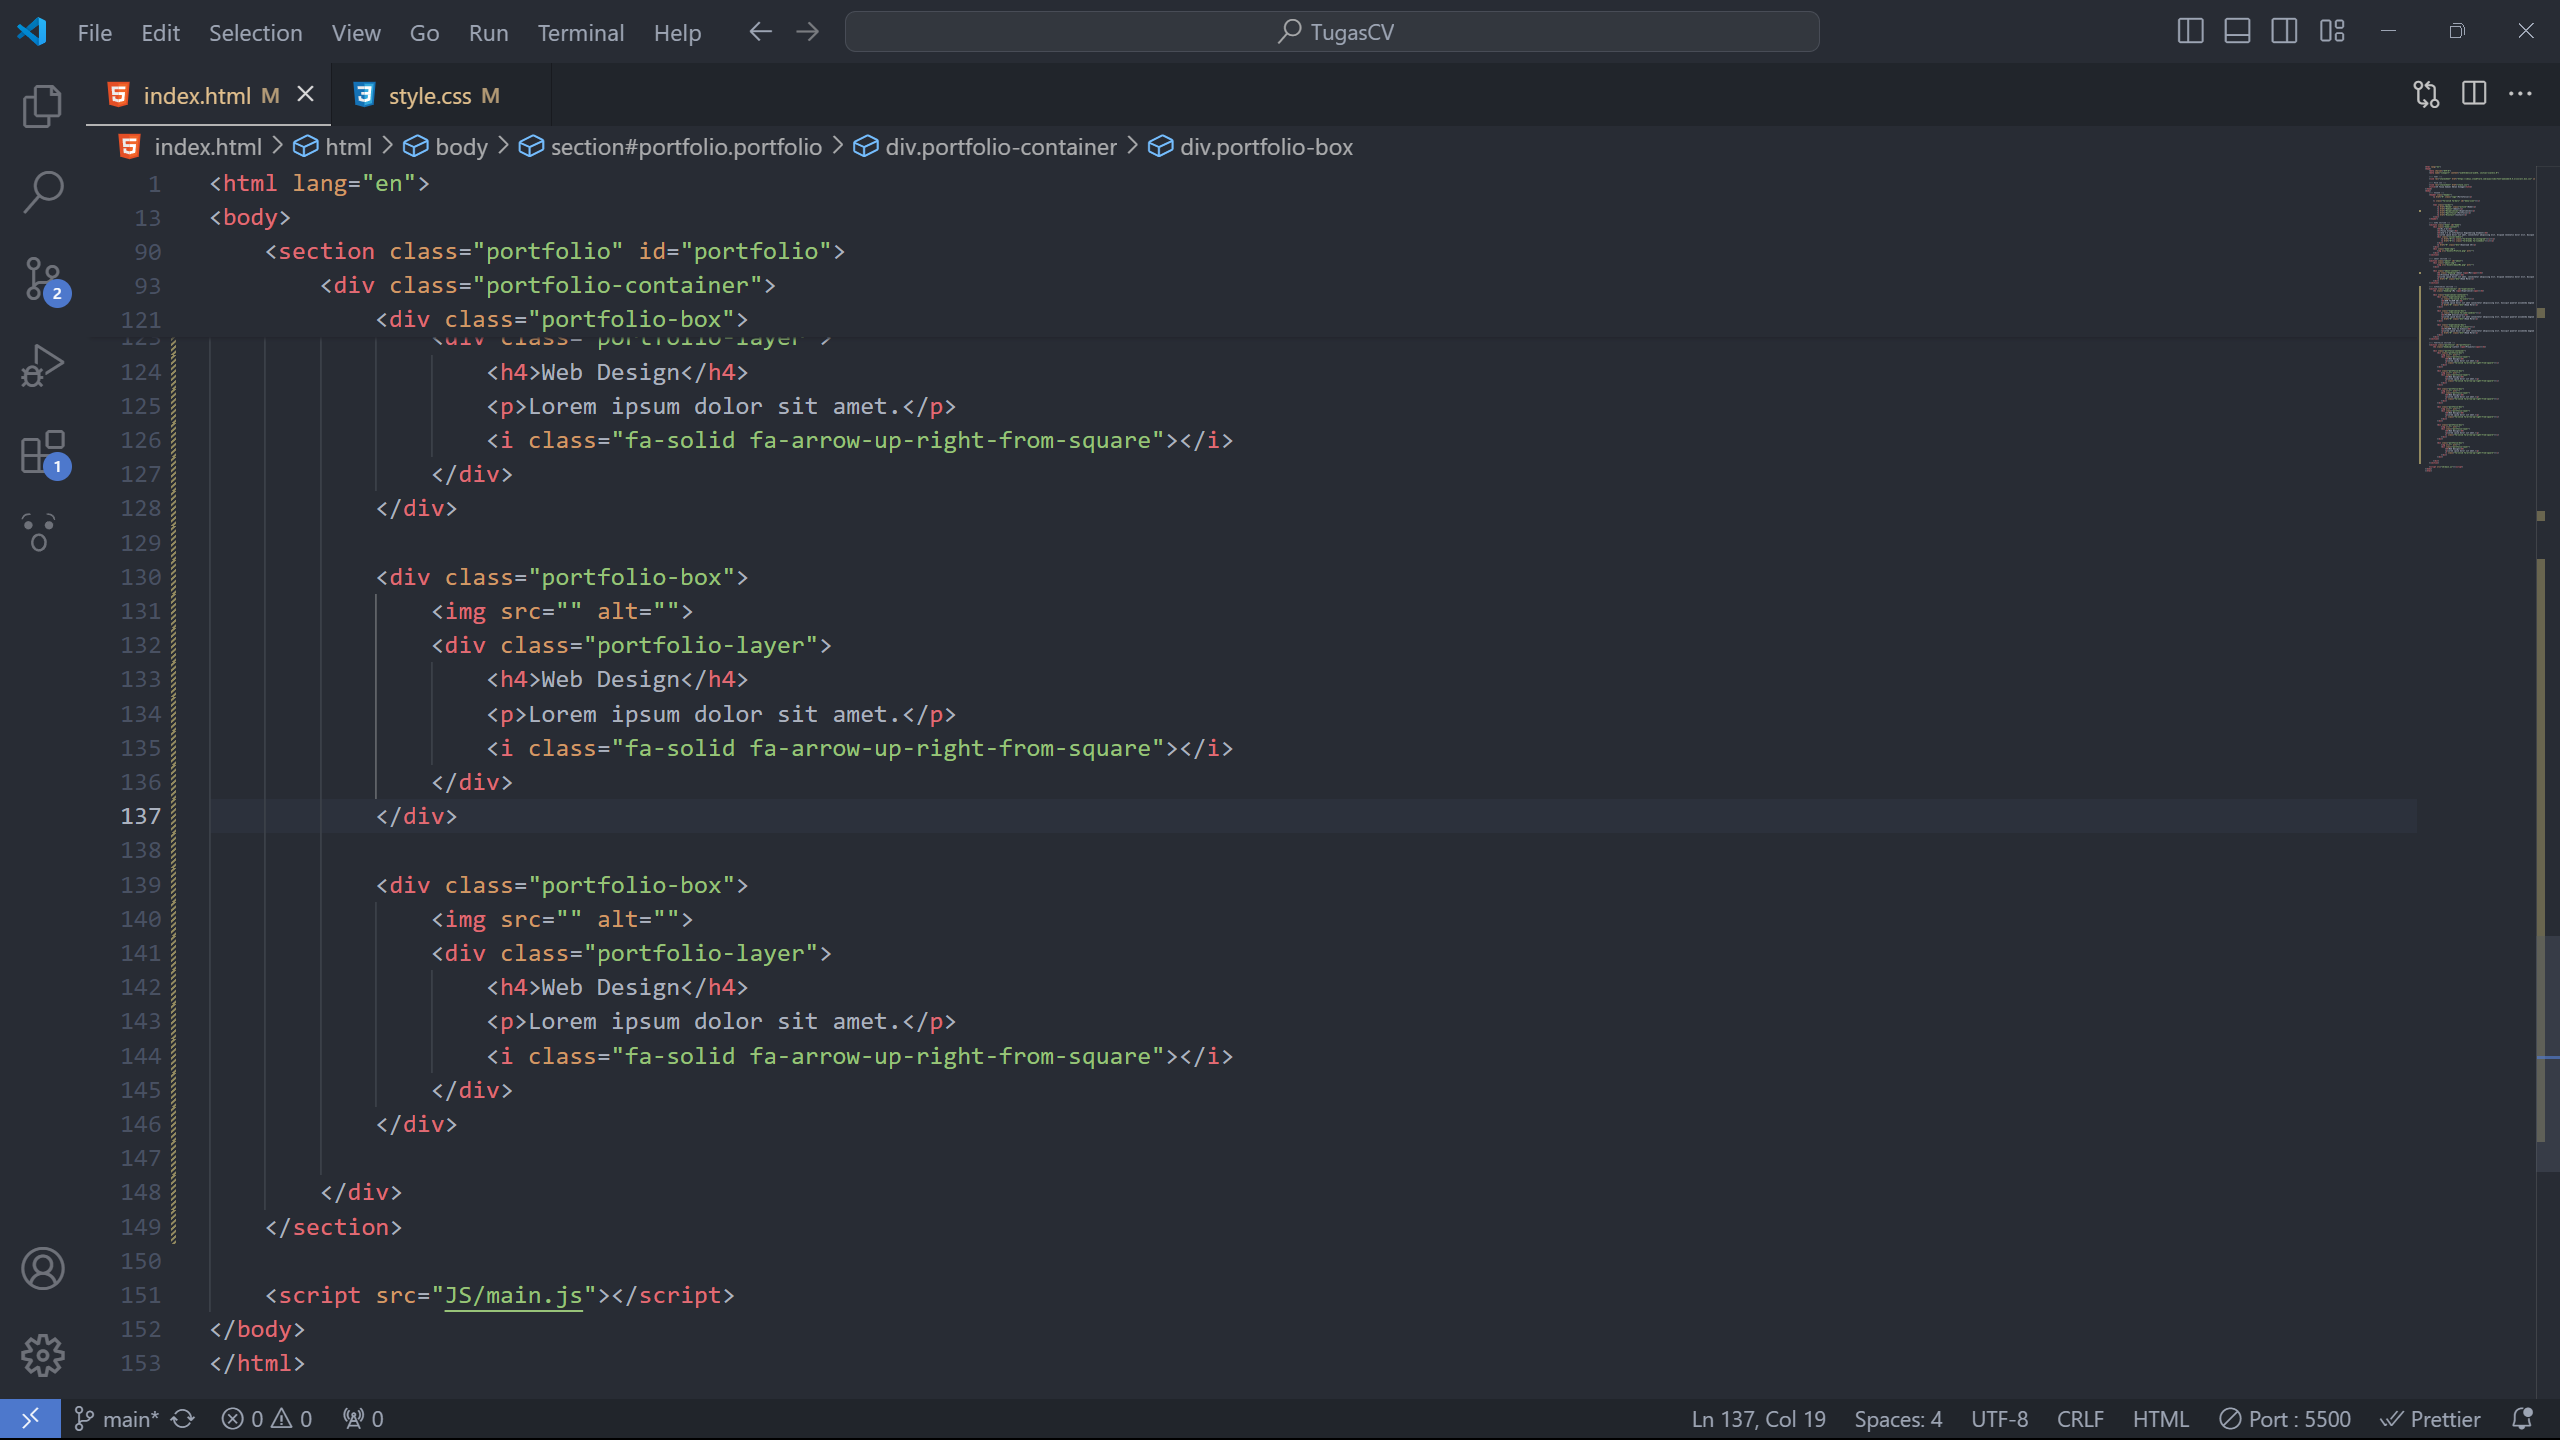 File Edit Selection View Go Run Terminal Help TugasCV
index.html M style.css M
index.html > html > body > section#portfolio.portfolio > div.portfolio-container > div.portfolio-box
1 <html lang="en">
13 <body>
90 <section class="portfolio" id="portfolio">
93 <div class="portfolio-container">
121 <div class="portfolio-box">
123 <div class="portfolio-layer">
124 <h4>Web Design</h4>
125 <p>Lorem ipsum dolor sit amet.</p>
126 <i class="fa-solid fa-arrow-up-right-from-square"></i>
127 </div>
128 </div>
129
130 <div class="portfolio-box">
131 <img src="" alt="">
132 <div class="portfolio-layer">
133 <h4>Web Design</h4>
134 <p>Lorem ipsum dolor sit amet.</p>
135 <i class="fa-solid fa-arrow-up-right-from-square"></i>
136 </div>
137 </div>
138
139 <div class="portfolio-box">
140 <img src="" alt="">
141 <div class="portfolio-layer">
142 <h4>Web Design</h4>
143 <p>Lorem ipsum dolor sit amet.</p>
144 <i class="fa-solid fa-arrow-up-right-from-square"></i>
145 </div>
146 </div>
147
148 </div>
149 </section>
150
151 <script src="JS/main.js"></script>
152 </body>
153 </html>
2
1
main* 0 0 0 Ln 137, Col 19 Spaces: 4 UTF-8 CRLF HTML Port : 5500 Prettier